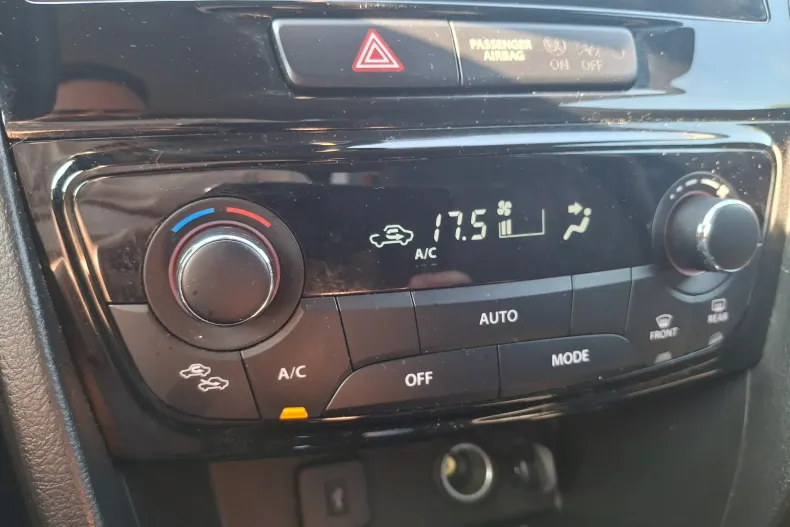 PASSENGER
AIRBAG
ON OFF
17.5
A/C
AUTO
FRONT
REAR
A/C
OFF
MODE